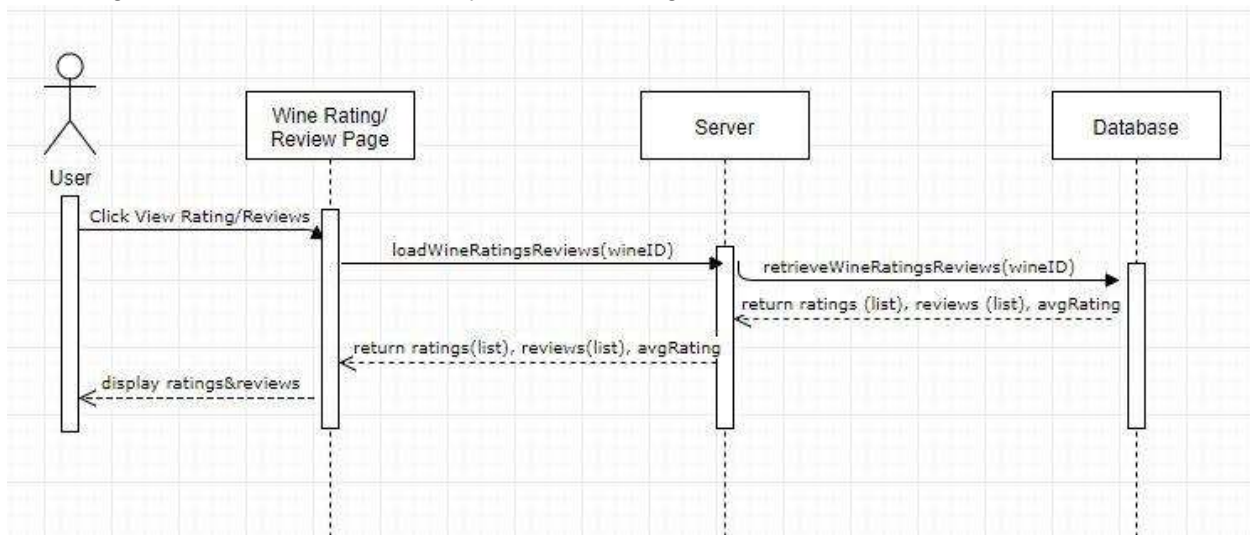 Wine Rating/
Review Page
Server
Database
User
Click View Rating/Reviews
loadWineRatingsReviews(wineID)
retrieveWineRatingsReviews(wineID)
return ratings (list), reviews (list), avgRating
return ratings(list), reviews(list), avgRating
display ratings&reviews